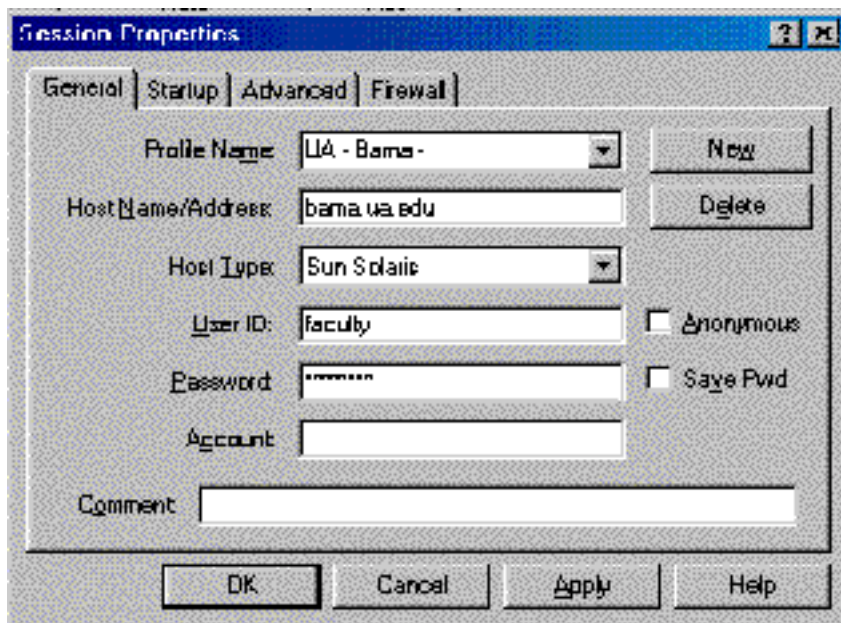 Session Properties
General Startup Advanced Firewall
Profile Name: UA - Bama - New
Host Name/Address: bama.ua.edu Delete
Host Type: Sun Solaris
User ID: faculty Anonymous
Password: ******** Save Pwd
Account:
Comment:
OK Cancel Apply Help